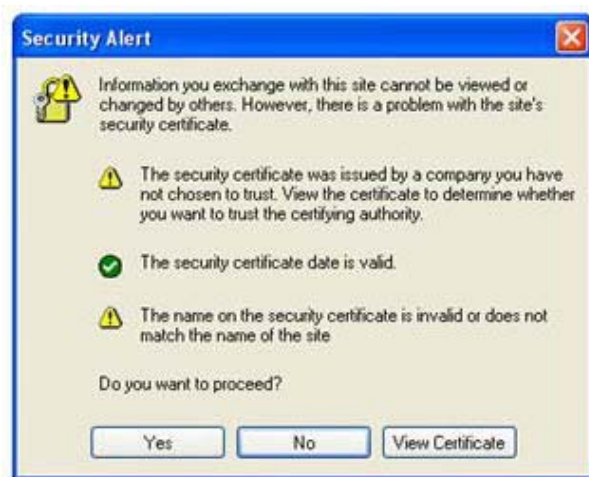 Security Alert
Information you exchange with this site cannot be viewed or
changed by others. However, there is a problem with the site's
security certificate.
The security certificate was issued by a company you have
not chosen to trust. View the certificate to determine whether
you want to trust the certifying authority.
The security certificate date is valid.
The name on the security certificate is invalid or does not
match the name of the site
Do you want to proceed?
Yes No View Certificate